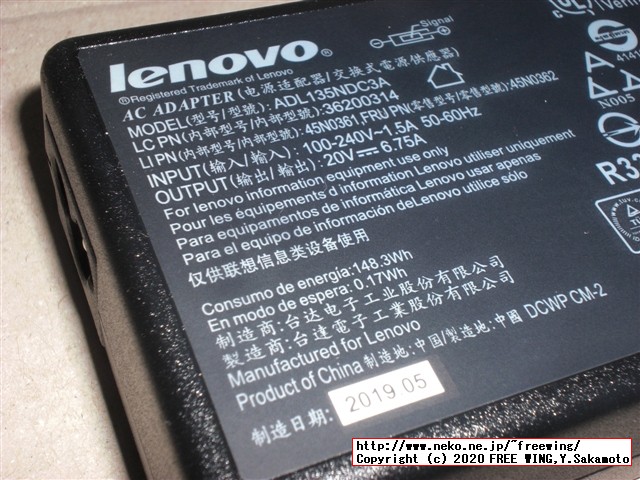 lenovo®
Signal
®Registered Trademark of Lenovo
AC ADAPTER(电源适配器/交換式電源供應器)
MODEL(型号/型號): ADL135NDC3A
LC PN(内部型号/内部型號): 36200314
LI PN(内部型号/内部型號): 45N0361,FRU PN(零售型号/零售型號):45N0362
INPUT(输入/輸入): 100-240V~1.5A 50-60Hz
OUTPUT(输出/輸出): 20V 6.75A
For lenovo information equipment use only
Pour les équipements d information Lenovo utiliser uniquement
Para equipamentos de informática Lenovo usar apenas
Para el equipo de información deLenovo utilice sólo
仅供联想信息类设备使用
Consumo de energía:148.3Wh
En modo de espera: 0.17Wh
制造商: 台达电子工业股份有限公司
製造商: 台達電子工業股份有限公司
Manufactured for Lenovo
Product of China 制造地: 中国/製造地: 中國 DCWP CM-2
制造日期: 2019 05
UL
N005
R3
http://www.neko.ne.jp/~freewing/
Copyright (c) 2020 FREE WING,Y.Sakamoto